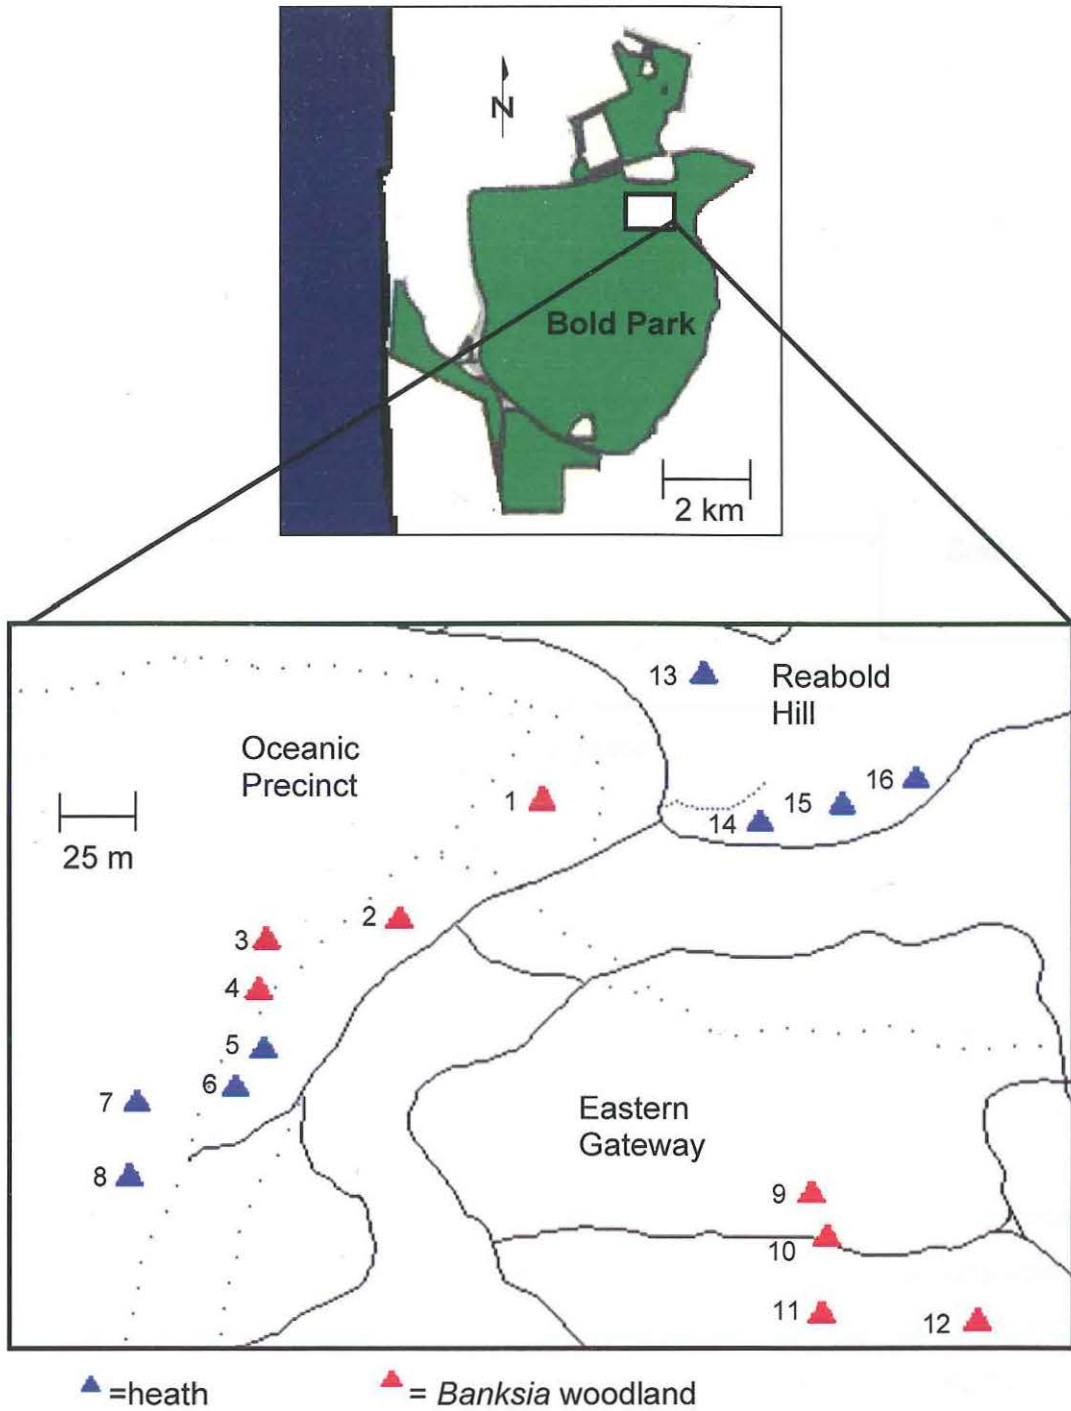 N
Bold Park
2 km
13
Reabold
Hill
Oceanic
Precinct
16
1
15
14
25 m
2
3
4
5
6
7
Eastern
Gateway
8
9
10
11
12
=heath
= Banksia woodland